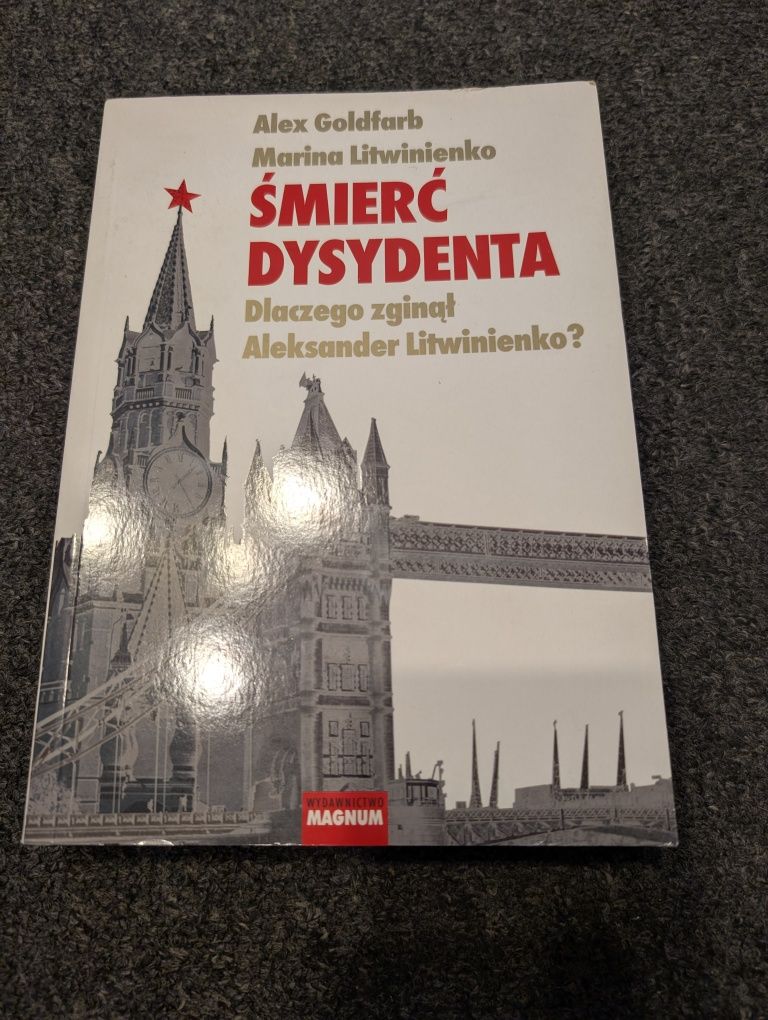 Alex Goldfarb
Marina Litwinienko
ŚMIERĆ
DYSYDENTA
Dlaczego zginął
Aleksander Litwinienko?
WYDAWNICTWO
MAGNUM